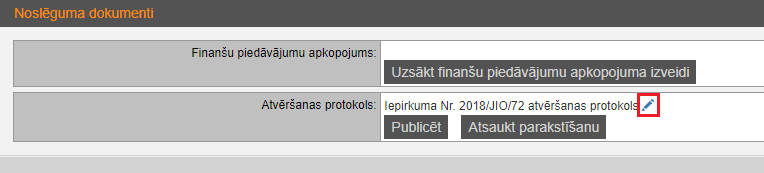 Noslēguma dokumenti
Finanšu piedāvājumu apkopojums:
Uzsākt finanšu piedāvājumu apkopojuma izveidi
Atvēršanas protokols: Iepirkuma Nr. 2018/JIO/72 atvēršanas protokols
Publicēt Atsaukt parakstīšanu